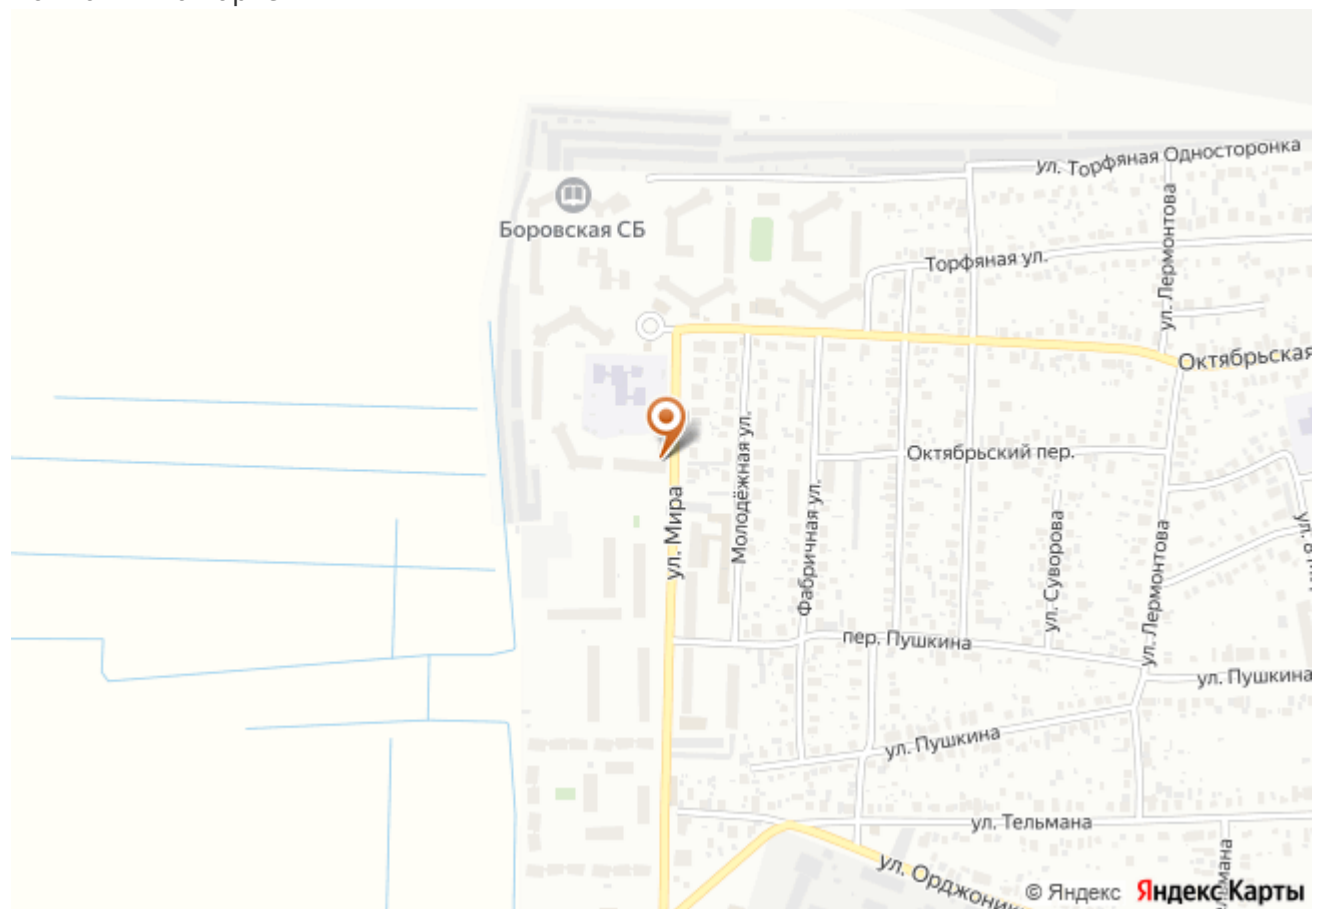 ул. Торфяная Односторонка
Боровская СБ
ул. Лермонтова
Торфяная ул.
Октябрьская
Молодёжная ул.
Октябрьский пер.
ул. Мира
Фабричная ул.
ул. Суворова
ул. Лермонтова
пер. Пушкина
ул. Пушкина
ул. Пушкина
ул. Тельмана
ул. Орджоник
© Яндекс Яндекс Карты